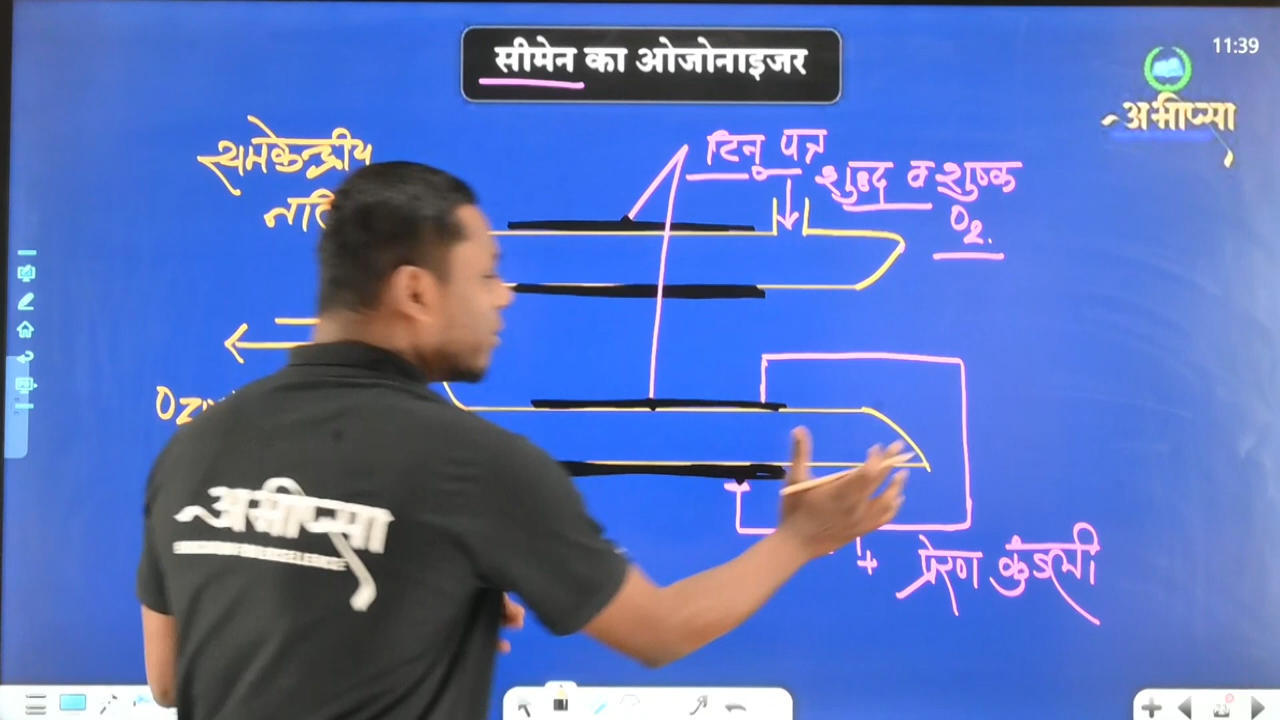 सीमेन का ओजोनाइजर
11:39
अभीप्सा
समकेन्द्रीय
टिन पत्र
शुद्ध व शुष्क
O2.
प्रेरण कुंडली
अभीप्सा